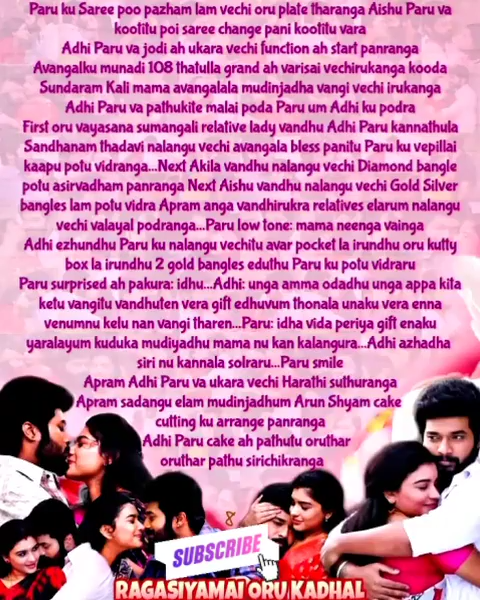 Paru ku Saree poo pazham lam vechi oru plate tharanga Aishu Paru va
kootitu poi saree change pani kootitu vara
Adhi Paru va jodi ah ukara vechi function ah start panranga
Avangalku munadi 108 thatulla grand ah varisai vechirukanga kooda
Sundaram Kali mama avangalala mudinjadha vangi vechi irukanga
Adhi Paru va pathukite malai poda Paru um Adhi ku podra
First oru vayasana sumangali relative lady vandhu Adhi Paru kannathula
Sandhanam thadavi nalangu vechi avangala bless panitu Paru ku vepillai
kaapu potu vidranga...Next Akila vandhu nalangu vechi Diamond bangle
potu asirvadham panranga Next Aishu vandhu nalangu vechi Gold Silver
bangles lam potu vidra Apram anga vandhirukra relatives elarum nalangu
vechi valayal podranga...Paru low tone: mama neenga vainga
Adhi ezhundhu Paru ku nalangu vechitu avar pocket la irundhu oru kutty
box la irundhu 2 gold bangles eduthu Paru ku potu vidraru
Paru surprised ah pakura: idhu...Adhi: unga amma odadhu unga appa kita
ketu vangitu vandhuten vera gift edhuvum thonala unaku vera enna
venumnu kelu nan vangi tharen...Paru: idha vida periya gift enaku
yaralayum kuduka mudiyadhu mama nu kan kalangura...Adhi azhadha
siri nu kannala solraru...Paru smile
Apram Adhi Paru va ukara vechi Harathi suthuranga
Apram sadangu elam mudinjadhum Arun Shyam cake
cutting ku arrange panranga
Adhi Paru cake ah pathutu oruthar
oruthar pathu sirichikranga
8
SUBSCRIBE
RAGASIYAMAI ORU KADHAL